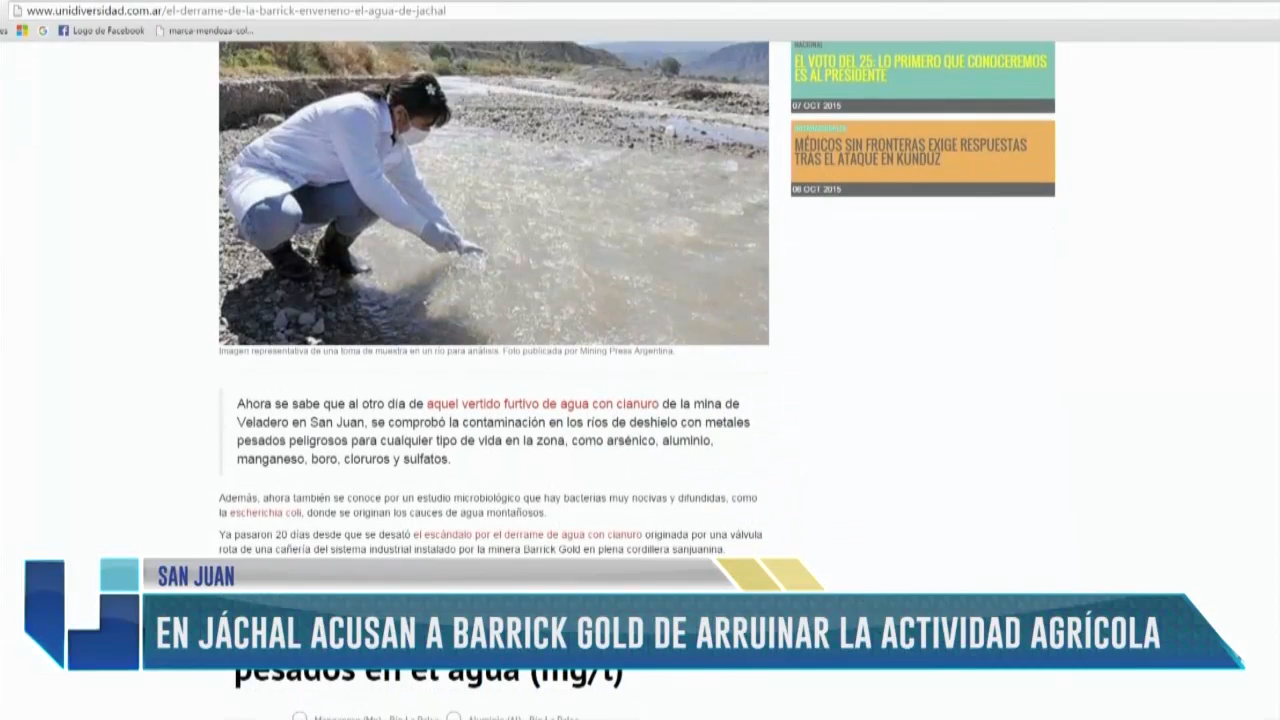 www.unidiversidad.com.ar/el-derrame-de-la-barrick-enveneno-el-agua-de-jachal
es
Logo de Facebook
marca-mendoza-col...
NACIONAL
EL VOTO DEL 25: LO PRIMERO QUE CONOCEREMOS
ES AL PRESIDENTE
07 OCT 2015
INTERNACIONALES
MÉDICOS SIN FRONTERAS EXIGE RESPUESTAS
TRAS EL ATAQUE EN KUNDUZ
06 OCT 2015
Imagen representativa de una toma de muestra en un río para análisis. Foto publicada por Mining Press Argentina.
Ahora se sabe que al otro día de aquel vertido furtivo de agua con cianuro de la mina de
Veladero en San Juan, se comprobó la contaminación en los ríos de deshielo con metales
pesados peligrosos para cualquier tipo de vida en la zona, como arsénico, aluminio,
manganeso, boro, cloruros y sulfatos.
Además, ahora también se conoce por un estudio microbiológico que hay bacterias muy nocivas y difundidas, como
la escherichia coli, donde se originan los cauces de agua montañosos.
Ya pasaron 20 días desde que se desató el escándalo por el derrame de agua con cianuro originada por una válvula
rota de una cañería del sistema industrial instalado por la minera Barrick Gold en plena cordillera sanjuanina.
SAN JUAN
EN JÁCHAL ACUSAN A BARRICK GOLD DE ARRUINAR LA ACTIVIDAD AGRÍCOLA
pesados en el agua (mg/l)